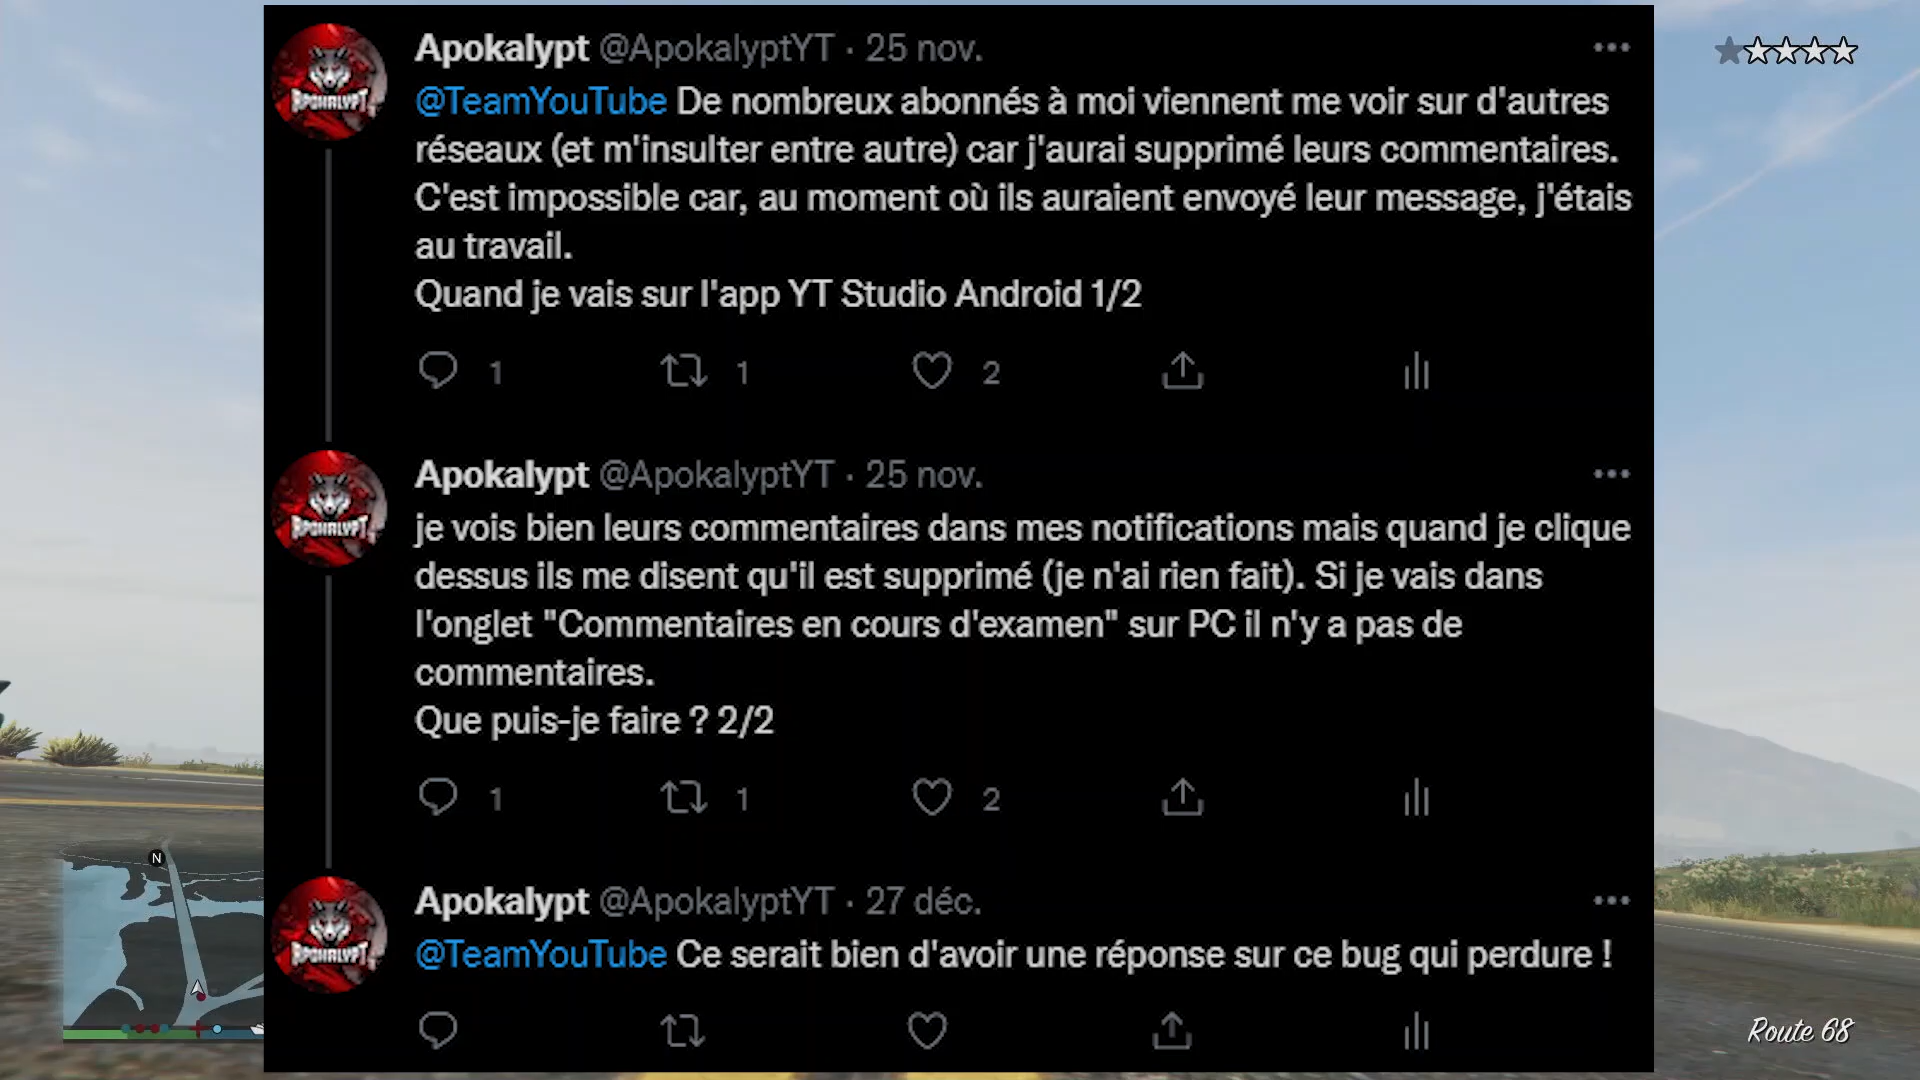 Apokalypt @ApokalyptYT · 25 nov.
@TeamYouTube De nombreux abonnés à moi viennent me voir sur d'autres
réseaux (et m'insulter entre autre) car j'aurai supprimé leurs commentaires.
C'est impossible car, au moment où ils auraient envoyé leur message, j'étais
au travail.
Quand je vais sur l'app YT Studio Android 1/2
1 1 2
APOKALYPT
Apokalypt @ApokalyptYT · 25 nov.
je vois bien leurs commentaires dans mes notifications mais quand je clique
dessus ils me disent qu'il est supprimé (je n'ai rien fait). Si je vais dans
l'onglet "Commentaires en cours d'examen" sur PC il n'y a pas de
commentaires.
Que puis-je faire ? 2/2
1 1 2
APOKALYPT
Apokalypt @ApokalyptYT · 27 déc.
@TeamYouTube Ce serait bien d'avoir une réponse sur ce bug qui perdure !
APOKALYPT
N
Route 68